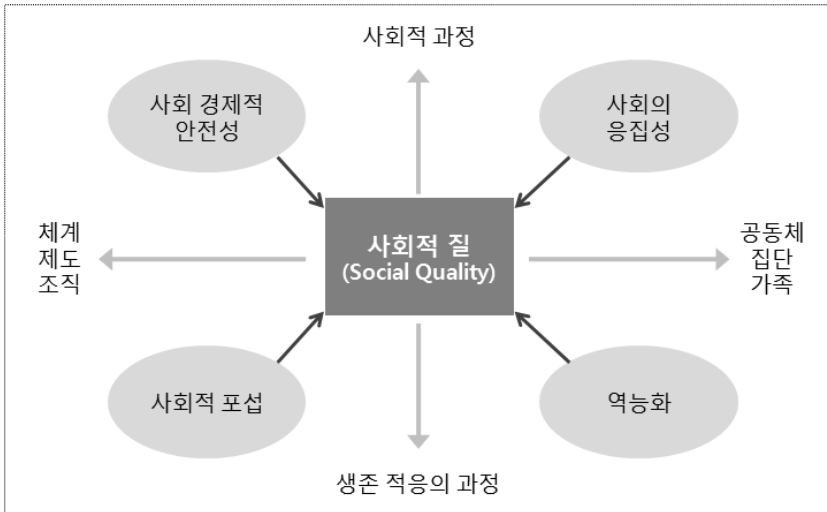 사회적 과정
사회 경제적
안전성
사회의
응집성
체계
제도
조직
사회적 질
(Social Quality)
공동체
집단
가족
사회적 포섭
역능화
생존 적응의 과정